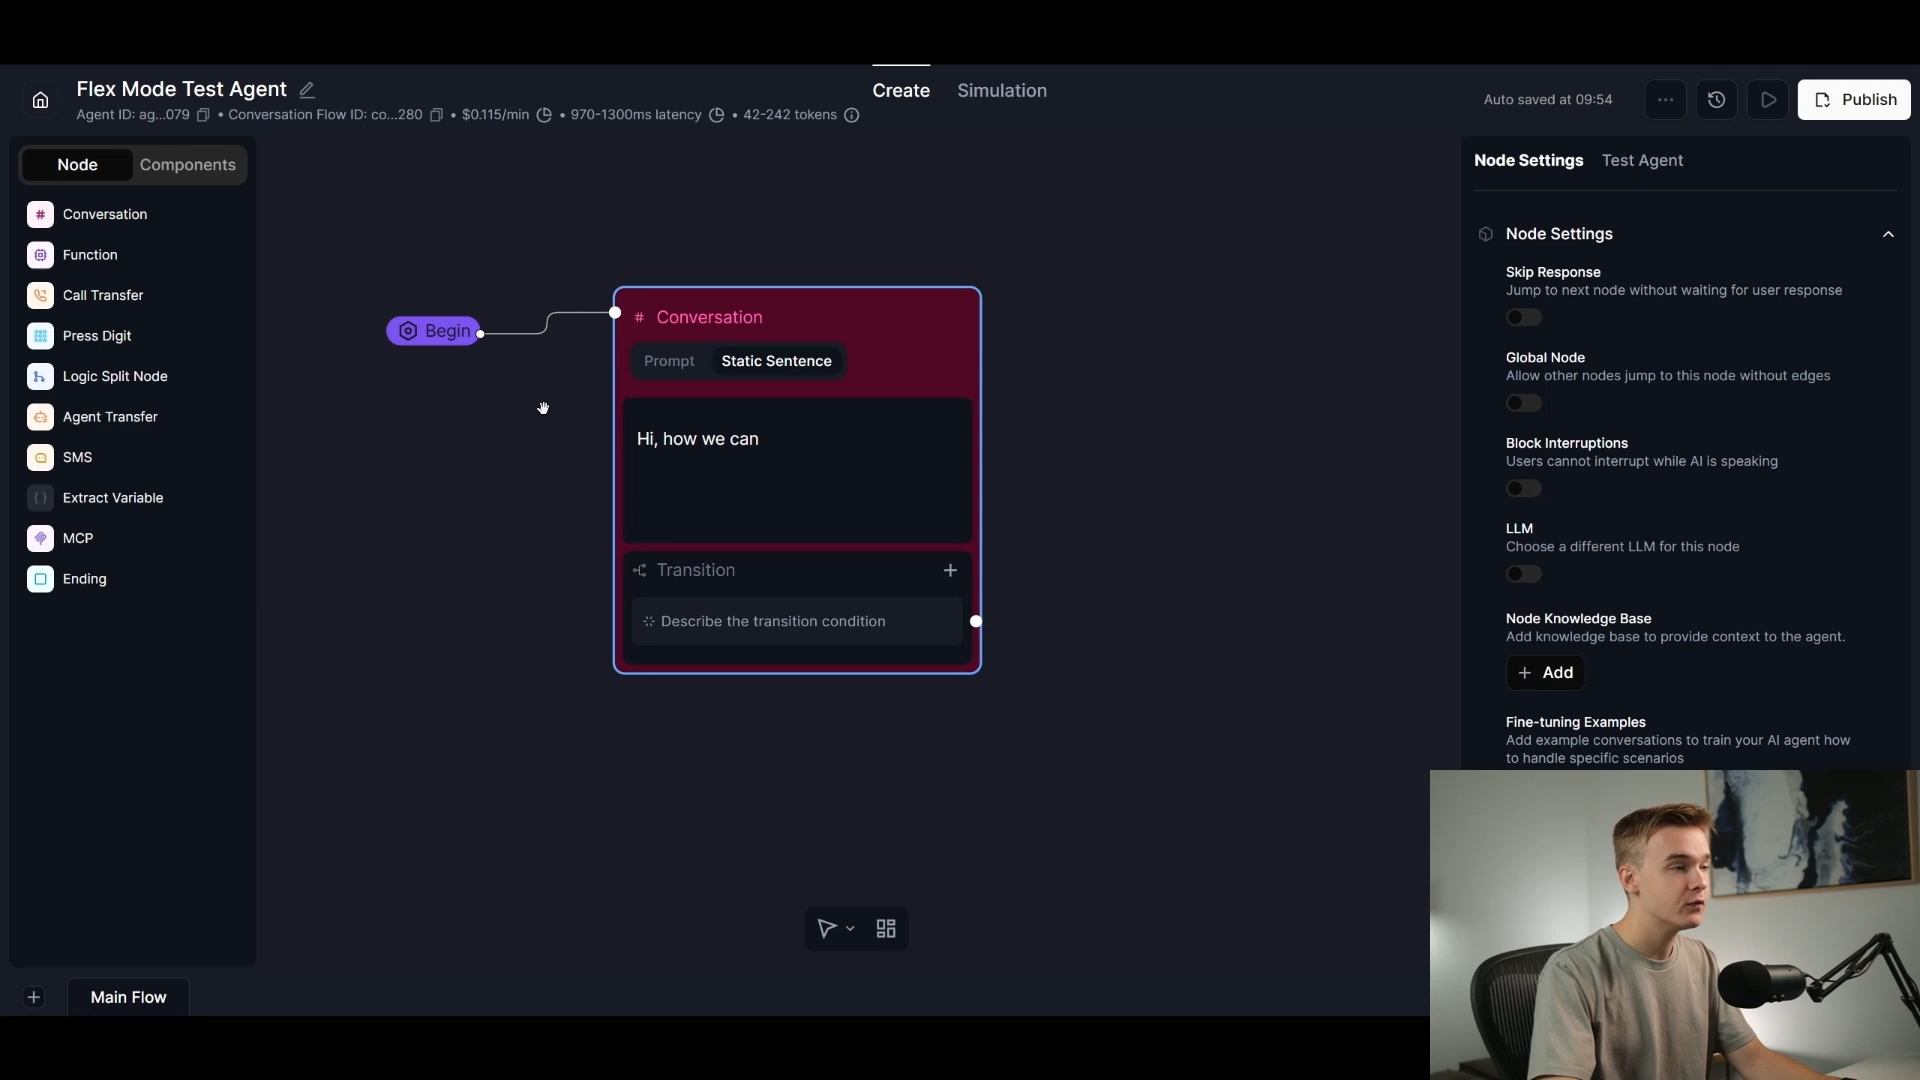 Flex Mode Test Agent
Agent ID: ag...079 • Conversation Flow ID: co...280 • $0.115/min • 970-1300ms latency • 42-242 tokens
Create
Simulation
Auto saved at 09:54
Publish
Node
Components
Conversation
Function
Call Transfer
Press Digit
Logic Split Node
Agent Transfer
SMS
Extract Variable
MCP
Ending
Begin
# Conversation
Prompt
Static Sentence
Hi, how we can
Transition
Describe the transition condition
Node Settings
Test Agent
Node Settings
Skip Response
Jump to next node without waiting for user response
Global Node
Allow other nodes jump to this node without edges
Block Interruptions
Users cannot interrupt while AI is speaking
LLM
Choose a different LLM for this node
Node Knowledge Base
Add knowledge base to provide context to the agent.
+ Add
Fine-tuning Examples
Add example conversations to train your AI agent how
to handle specific scenarios
Main Flow